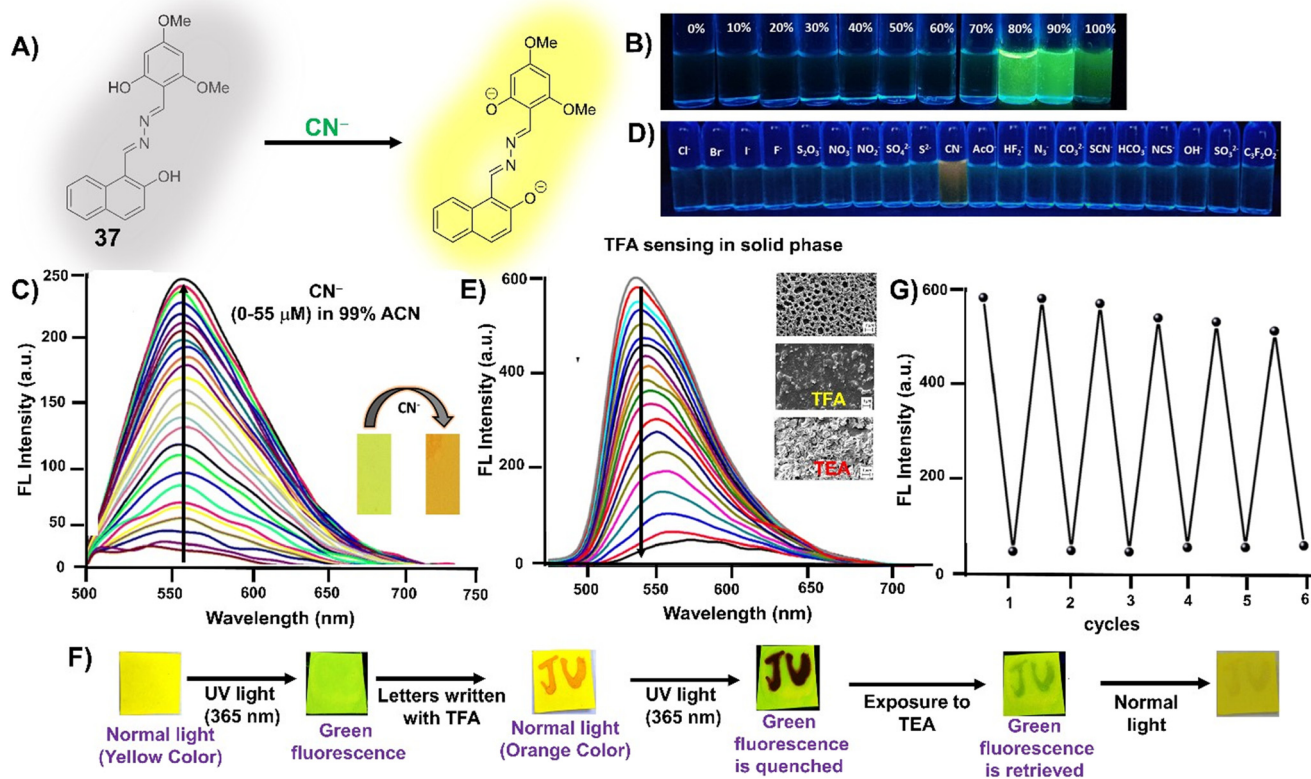 A)
OMe
HO
OMe
N
N
OH
37
CN⁻
OMe
⊖
O
OMe
N
N
⊖
O
B)
0% 10% 20% 30% 40% 50% 60% 70% 80% 90% 100%
D)
Cl⁻ Br⁻ I⁻ F⁻ S₂O₃²⁻ NO₃⁻ NO₂⁻ SO₄²⁻ S²⁻ CN⁻ AcO⁻ HF₂⁻ N₃⁻ CO₃²⁻ SCN⁻ HCO₃⁻ NCS⁻ OH⁻ SO₃²⁻ C₃F₂O₂⁻
TFA sensing in solid phase
C)
CN⁻
(0-55 μM) in 99% ACN
CN⁻
FL Intensity (a.u.)
250
200
150
100
50
0
500 550 600 650 700 750
Wavelength (nm)
E)
TFA
TEA
FL Intensity (a.u.)
600
400
200
0
500 550 600 650 700
Wavelength (nm)
G)
FL Intensity (a.u.)
600
400
200
0
1 2 3 4 5 6
cycles
F)
Normal light
(Yellow Color)
UV light
(365 nm)
Green
fluorescence
Letters written
with TFA
JU
Normal light
(Orange Color)
UV light
(365 nm)
JU
Green
fluorescence
is quenched
Exposure to
TEA
JU
Green
fluorescence
is retrieved
Normal
light
JU